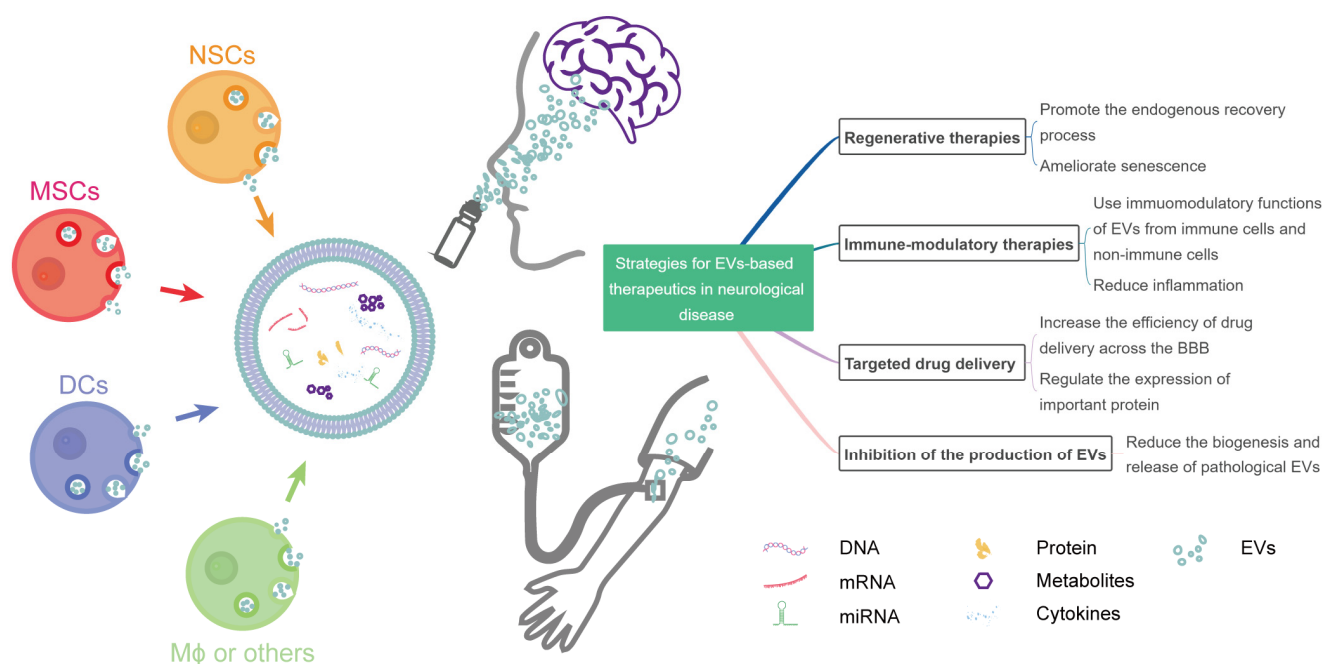 NSCs
MSCs
DCs
Mϕ or others
Strategies for EVs-based
therapeutics in neurological
disease
Regenerative therapies
Promote the endogenous recovery
process
Ameliorate senescence
Immune-modulatory therapies
Use immuomodulatory functions
of EVs from immune cells and
non-immune cells
Reduce inflammation
Targeted drug delivery
Increase the efficiency of drug
delivery across the BBB
Regulate the expression of
important protein
Inhibition of the production of EVs
Reduce the biogenesis and
release of pathological EVs
DNA
Protein
EVs
mRNA
Metabolites
miRNA
Cytokines